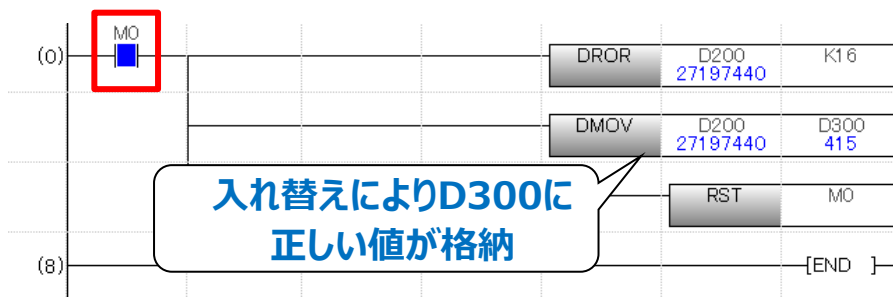 M0
(0) DROR D200 K16
27197440
DMOV D200 D300
27197440 415
入れ替えによりD300に
正しい値が格納
RST M0
(8) [END ]